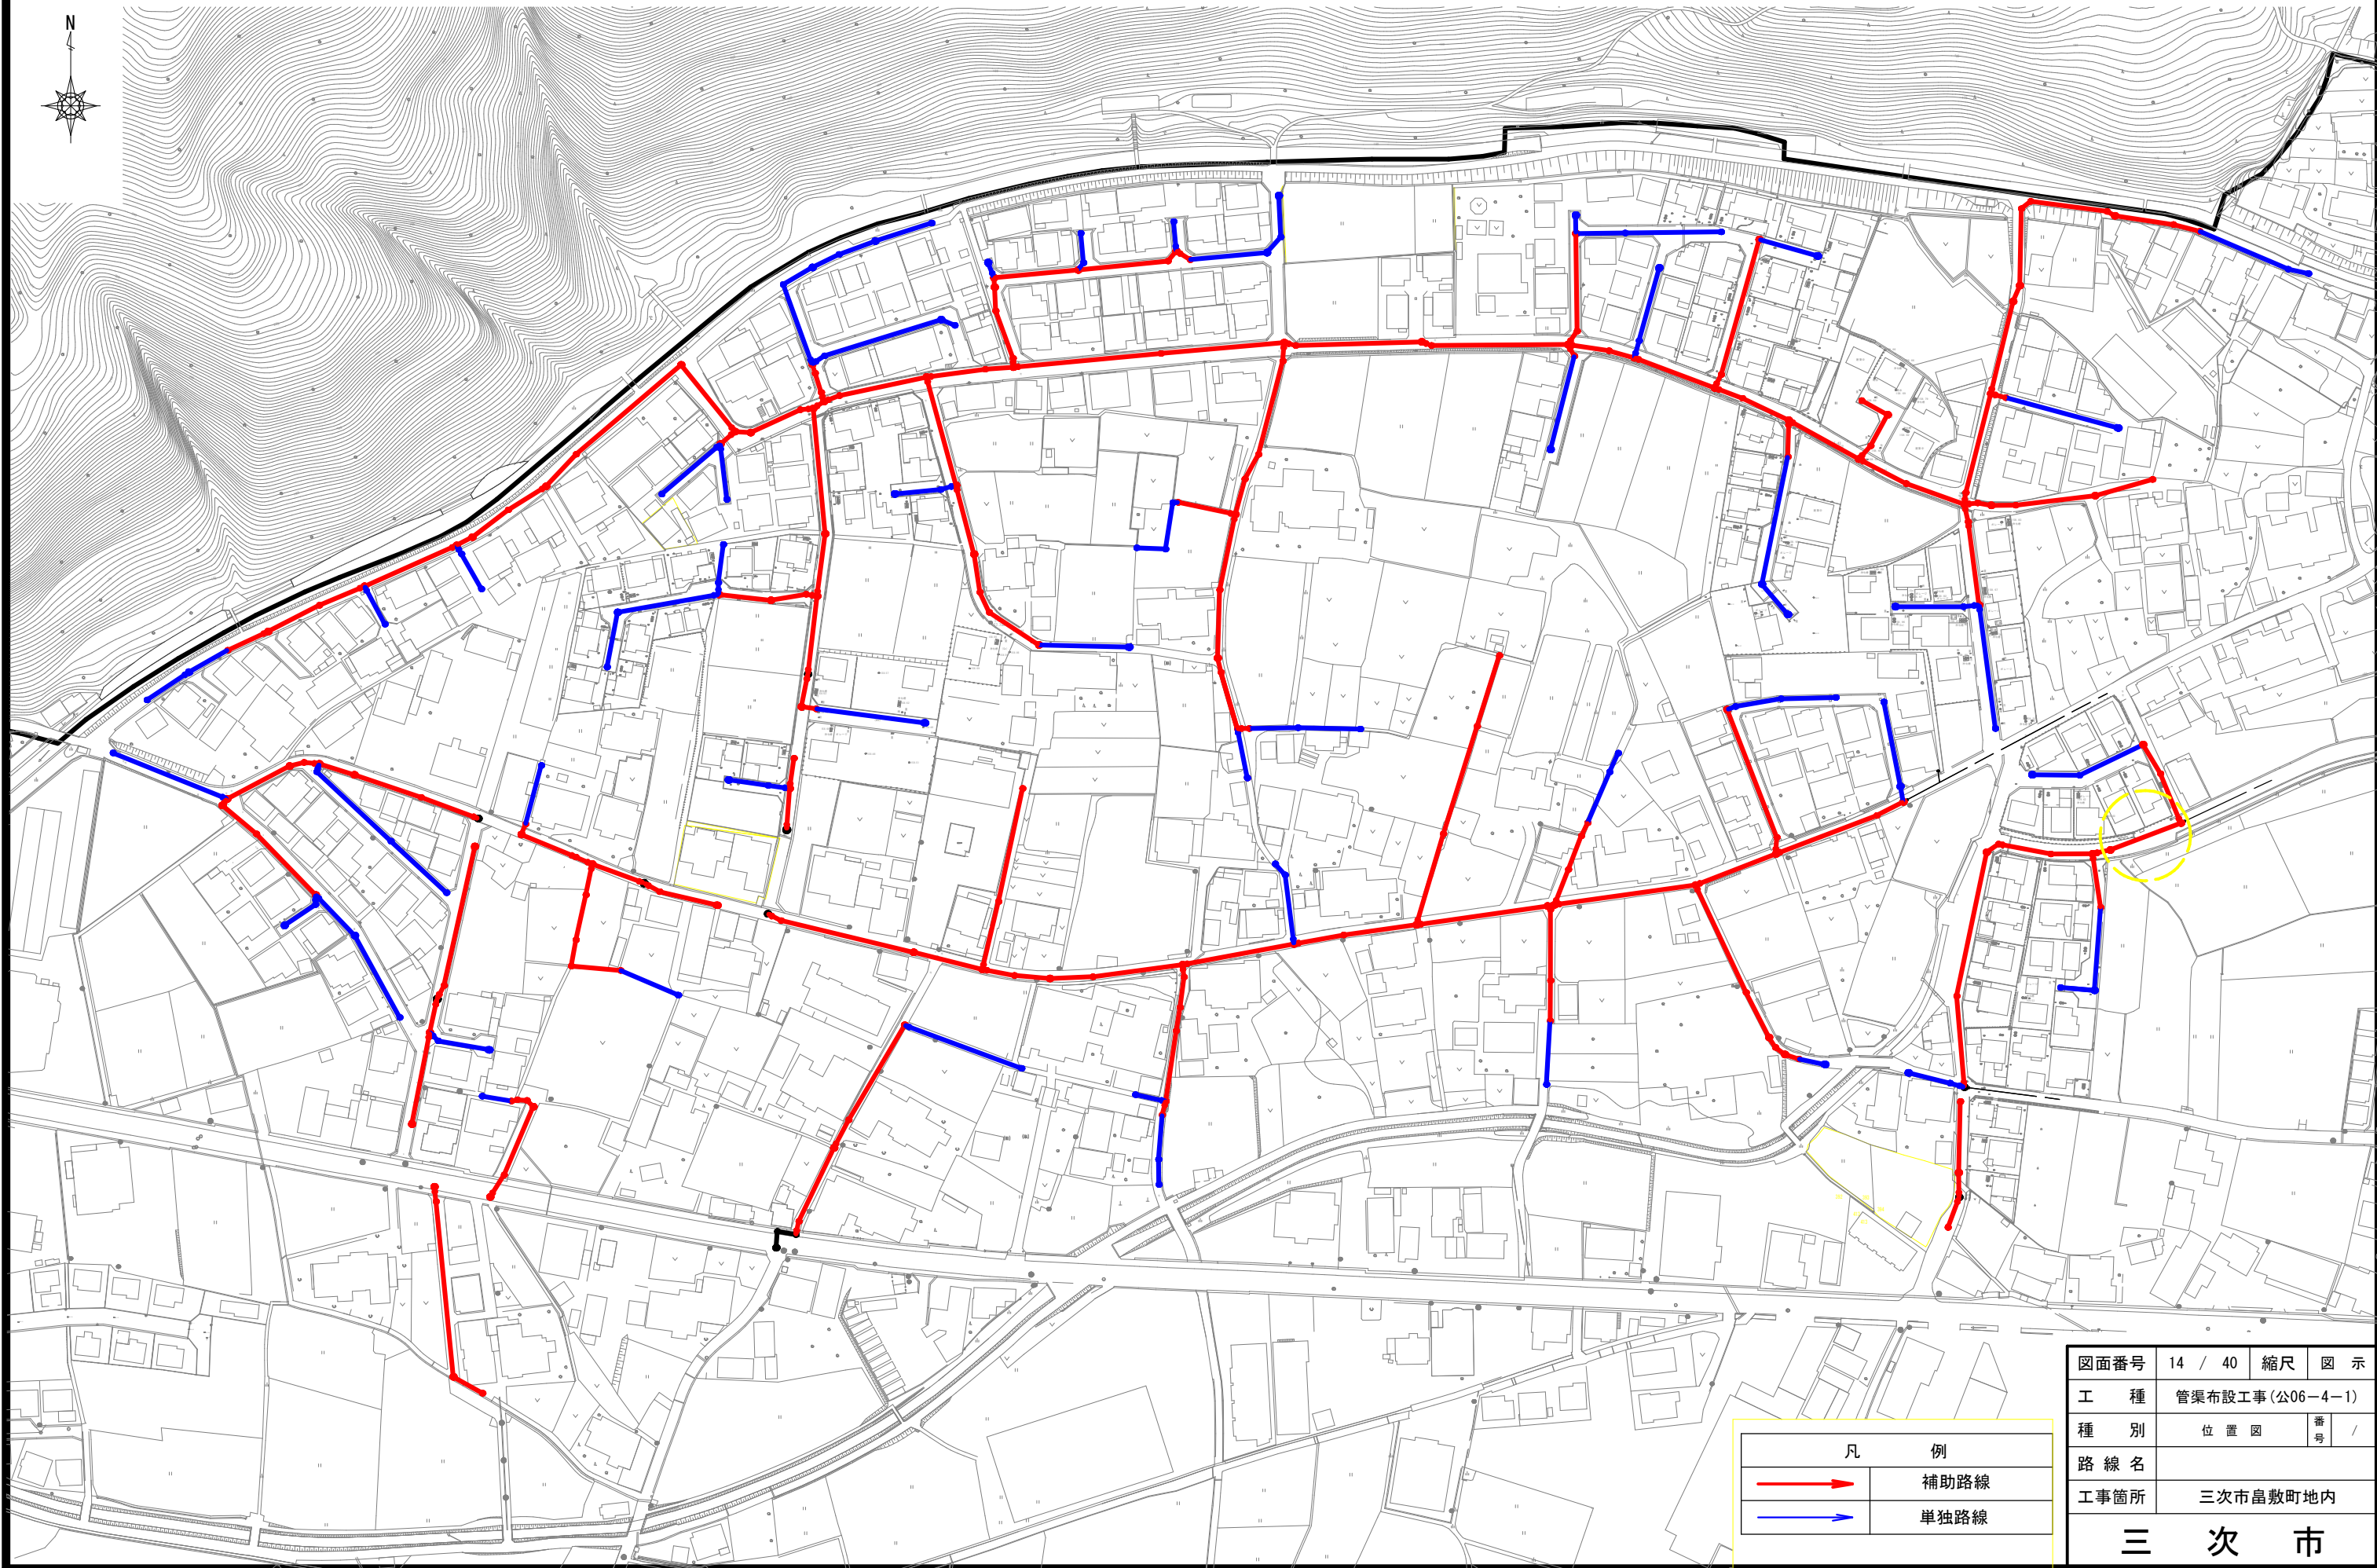 N
図面番号 14 / 40 縮尺 図 示
工 種 管渠布設工事(公06-4-1)
種 別 位 置 図 番号 /
路 線 名
工事箇所 三次市畠敷町地内
三 次 市
凡 例
補助路線
単独路線